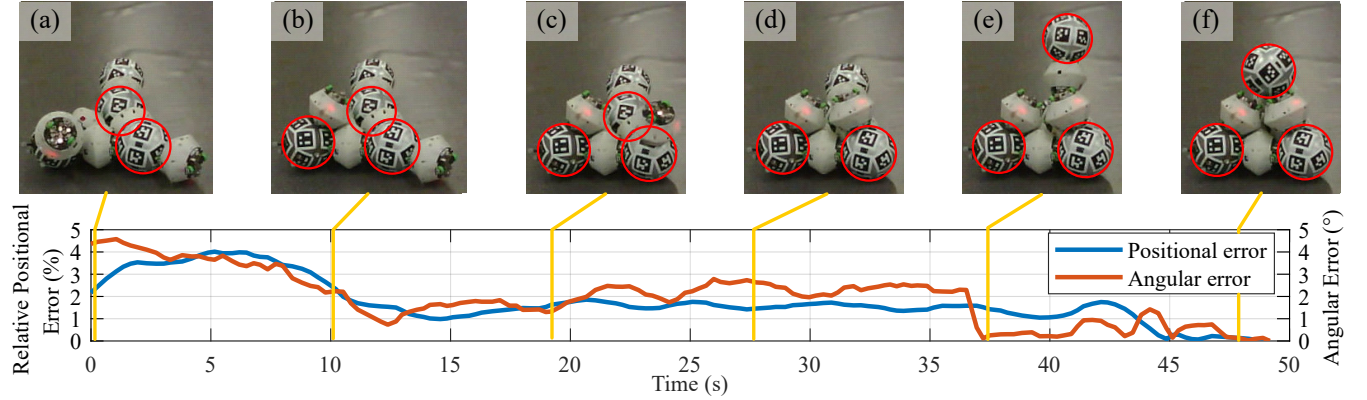 (a) (b) (c) (d) (e) (f)
Relative Positional
Error (%)
5
4
3
2
1
0
Positional error
Angular error
5
4
3
2
1
0
Angular Error (°)
0 5 10 15 20 25 30 35 40 45 50
Time (s)